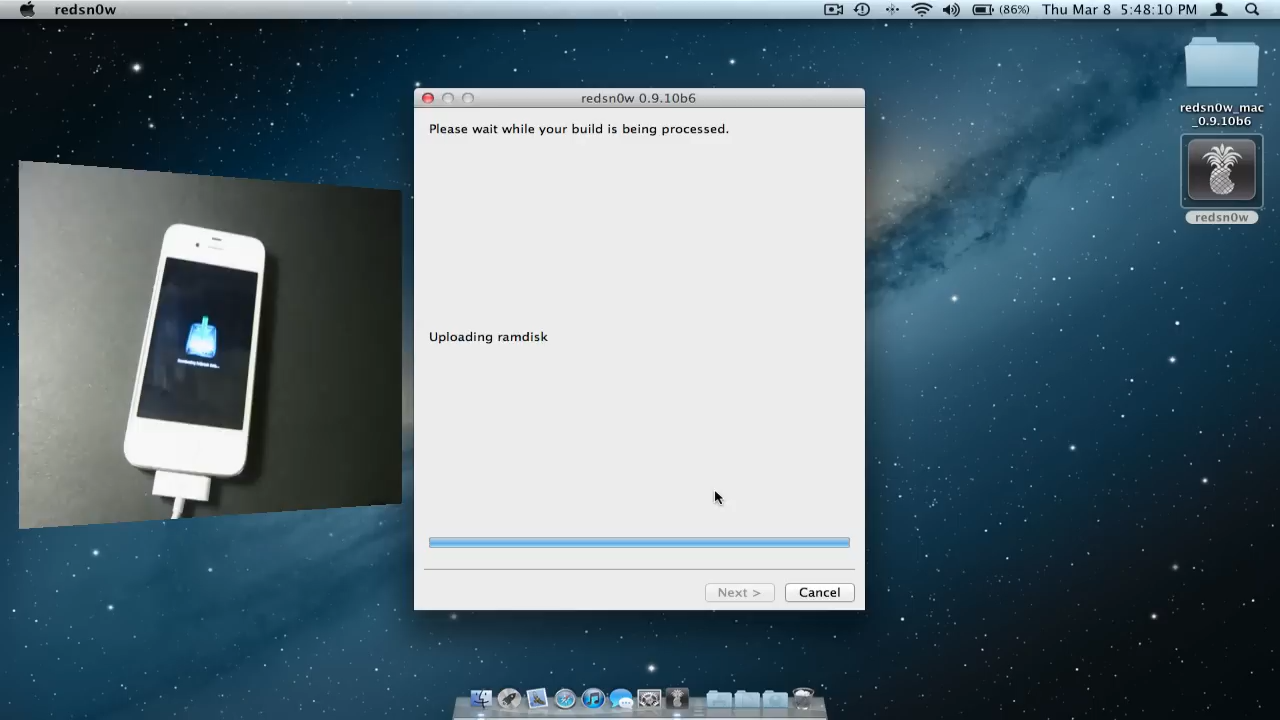 redsn0w
(86%) Thu Mar 8 5:48:10 PM
redsn0w 0.9.10b6
Please wait while your build is being processed.
Uploading ramdisk
Next >
Cancel
redsn0w_mac
_0.9.10b6
redsn0w